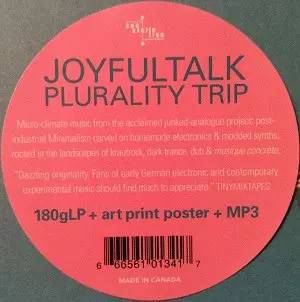 JOYFULTALK
PLURALITY TRIP
Micro-climate music from the acclaimed junked-analogue project: post-
industrial Minimalism carved on homemade electronics & modded synths,
rooted in the landscapes of krautrock, dark trance, dub & musique concrète.
"Dazzling originality. Fans of early German electronic and contemporary
experimental music should find much to appreciate." TINYMIXTAPES
180gLP + art print poster + MP3
6 66561 01341 7
MADE IN CANADA